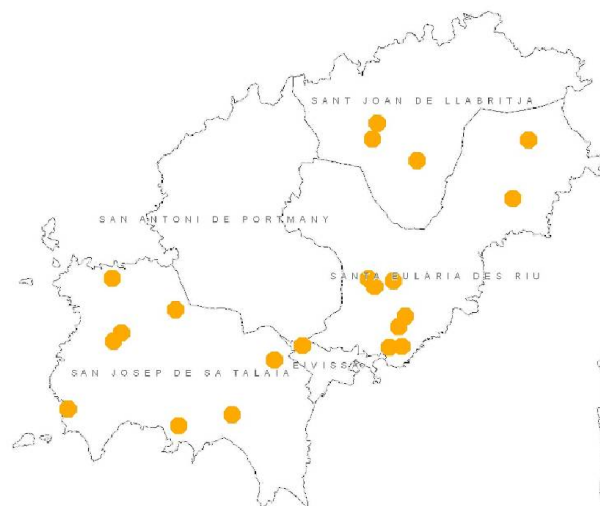 SANT JOAN DE LLABRITJA
SAN ANTONI DE PORTMANY
SANTA EULARIA DES RIU
EIVISSA
SAN JOSEP DE SA TALAIA